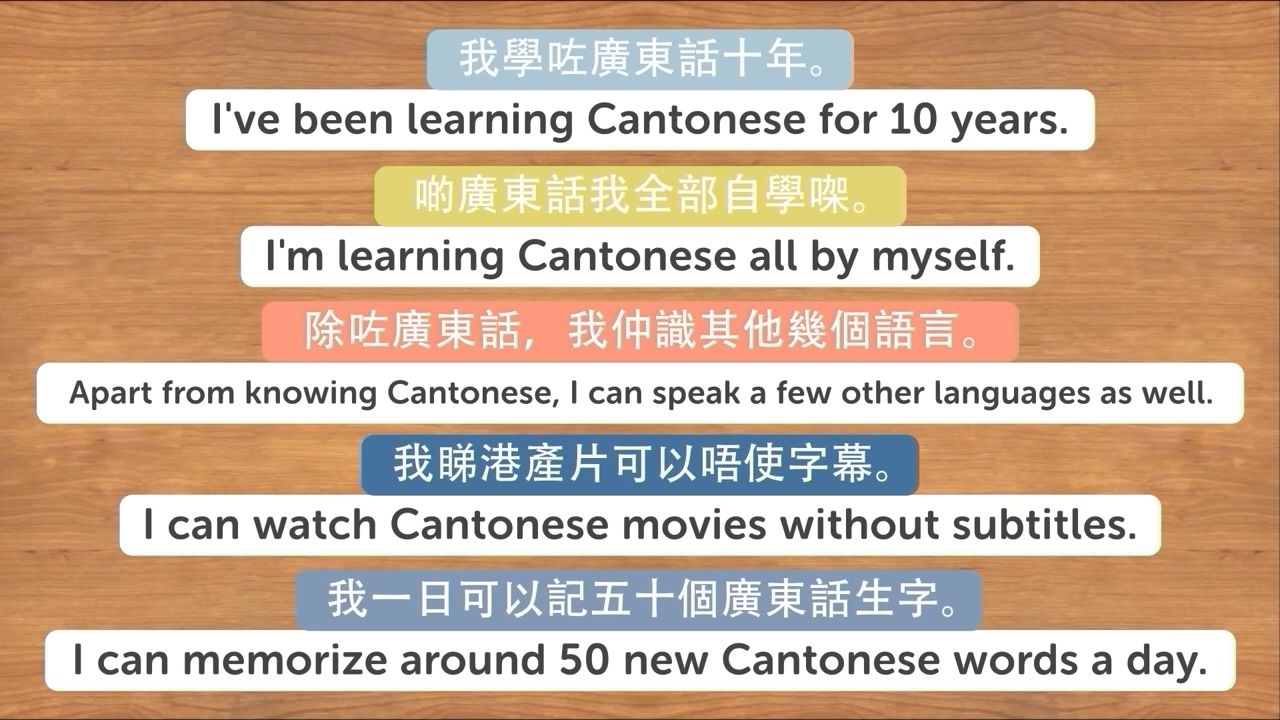 我學咗廣東話十年。
I've been learning Cantonese for 10 years.
啲廣東話我全部自學㗎。
I'm learning Cantonese all by myself.
除咗廣東話，我仲識其他幾個語言。
Apart from knowing Cantonese, I can speak a few other languages as well.
我睇港產片可以唔使字幕。
I can watch Cantonese movies without subtitles.
我一日可以記五十個廣東話生字。
I can memorize around 50 new Cantonese words a day.